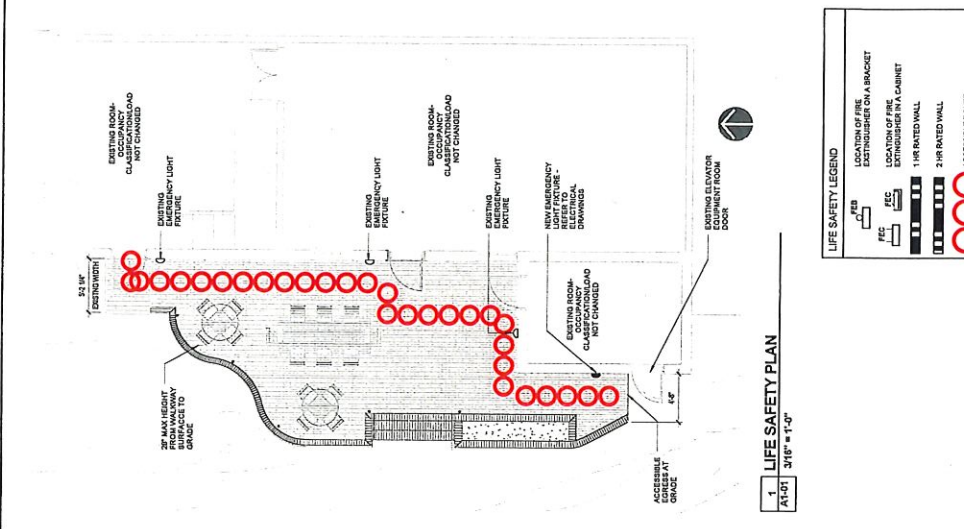 EXISTING ROOM-
OCCUPANCY
CLASSIFICATION/LOAD
NOT CHANGED
EXISTING
EMERGENCY LIGHT
FIXTURE
5'-2 1/4"
EXISTING WIDTH
20" MAX HEIGHT
FROM WALKWAY
SURFACCE TO
GRADE
EXISTING
EMERGENCY LIGHT
FIXTURE
EXISTING ROOM-
OCCUPANCY
CLASSIFICATION/LOAD
NOT CHANGED
EXISTING
EMERGENCY LIGHT
FIXTURE
NEW EMERGENCY
LIGHT FIXTURE -
REFER TO
ELECTRICAL
DRAWINGS
EXISTING ROOM-
OCCUPANCY
CLASSIFICATION/LOAD
NOT CHANGED
EXISTING ELEVATOR
EQUIPMENT ROOM
DOOR
ACCESSIBLE
EGRESS AT
GRADE
1
A1-01
LIFE SAFETY PLAN
3/16" = 1'-0"
LIFE SAFETY LEGEND
FEB
LOCATION OF FIRE
EXTINGUISHER ON A BRACKET
FEC
FEC
LOCATION OF FIRE
EXTINGUISHER IN A CABINET
1 HR RATED WALL
2 HR RATED WALL